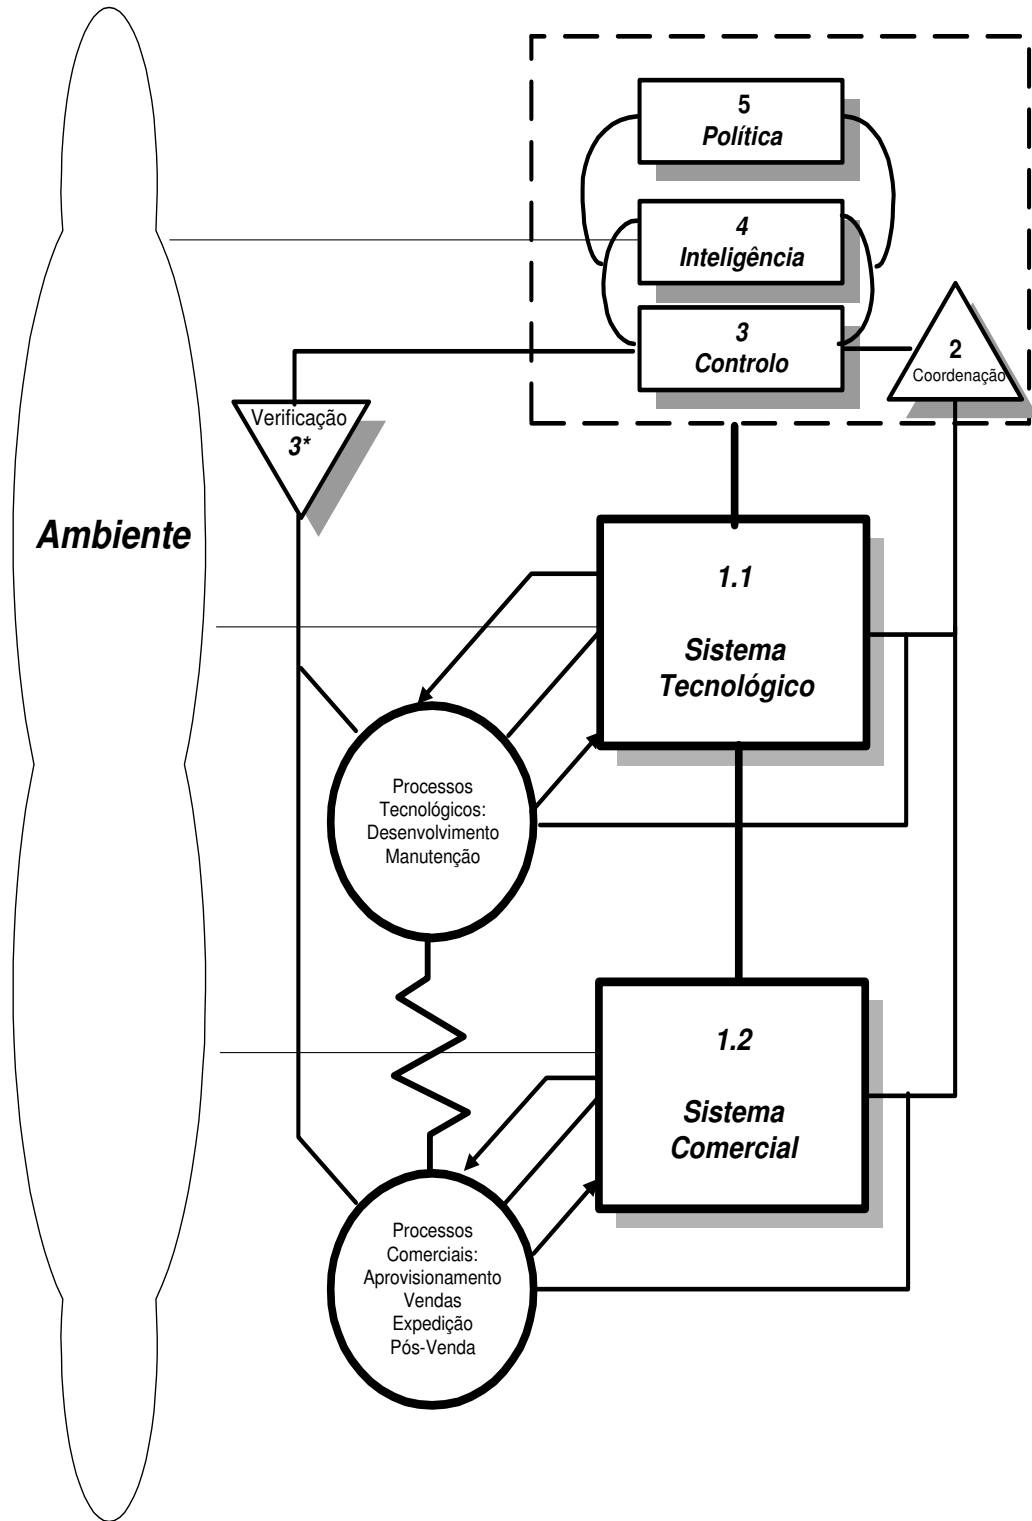 5
Política
4
Inteligência
3
Controlo
2
Coordenação
Verificação
3*
Ambiente
1.1
Sistema
Tecnológico
Processos
Tecnológicos:
Desenvolvimento
Manutenção
1.2
Sistema
Comercial
Processos
Comerciais:
Aprovisionamento
Vendas
Expedição
Pós-Venda